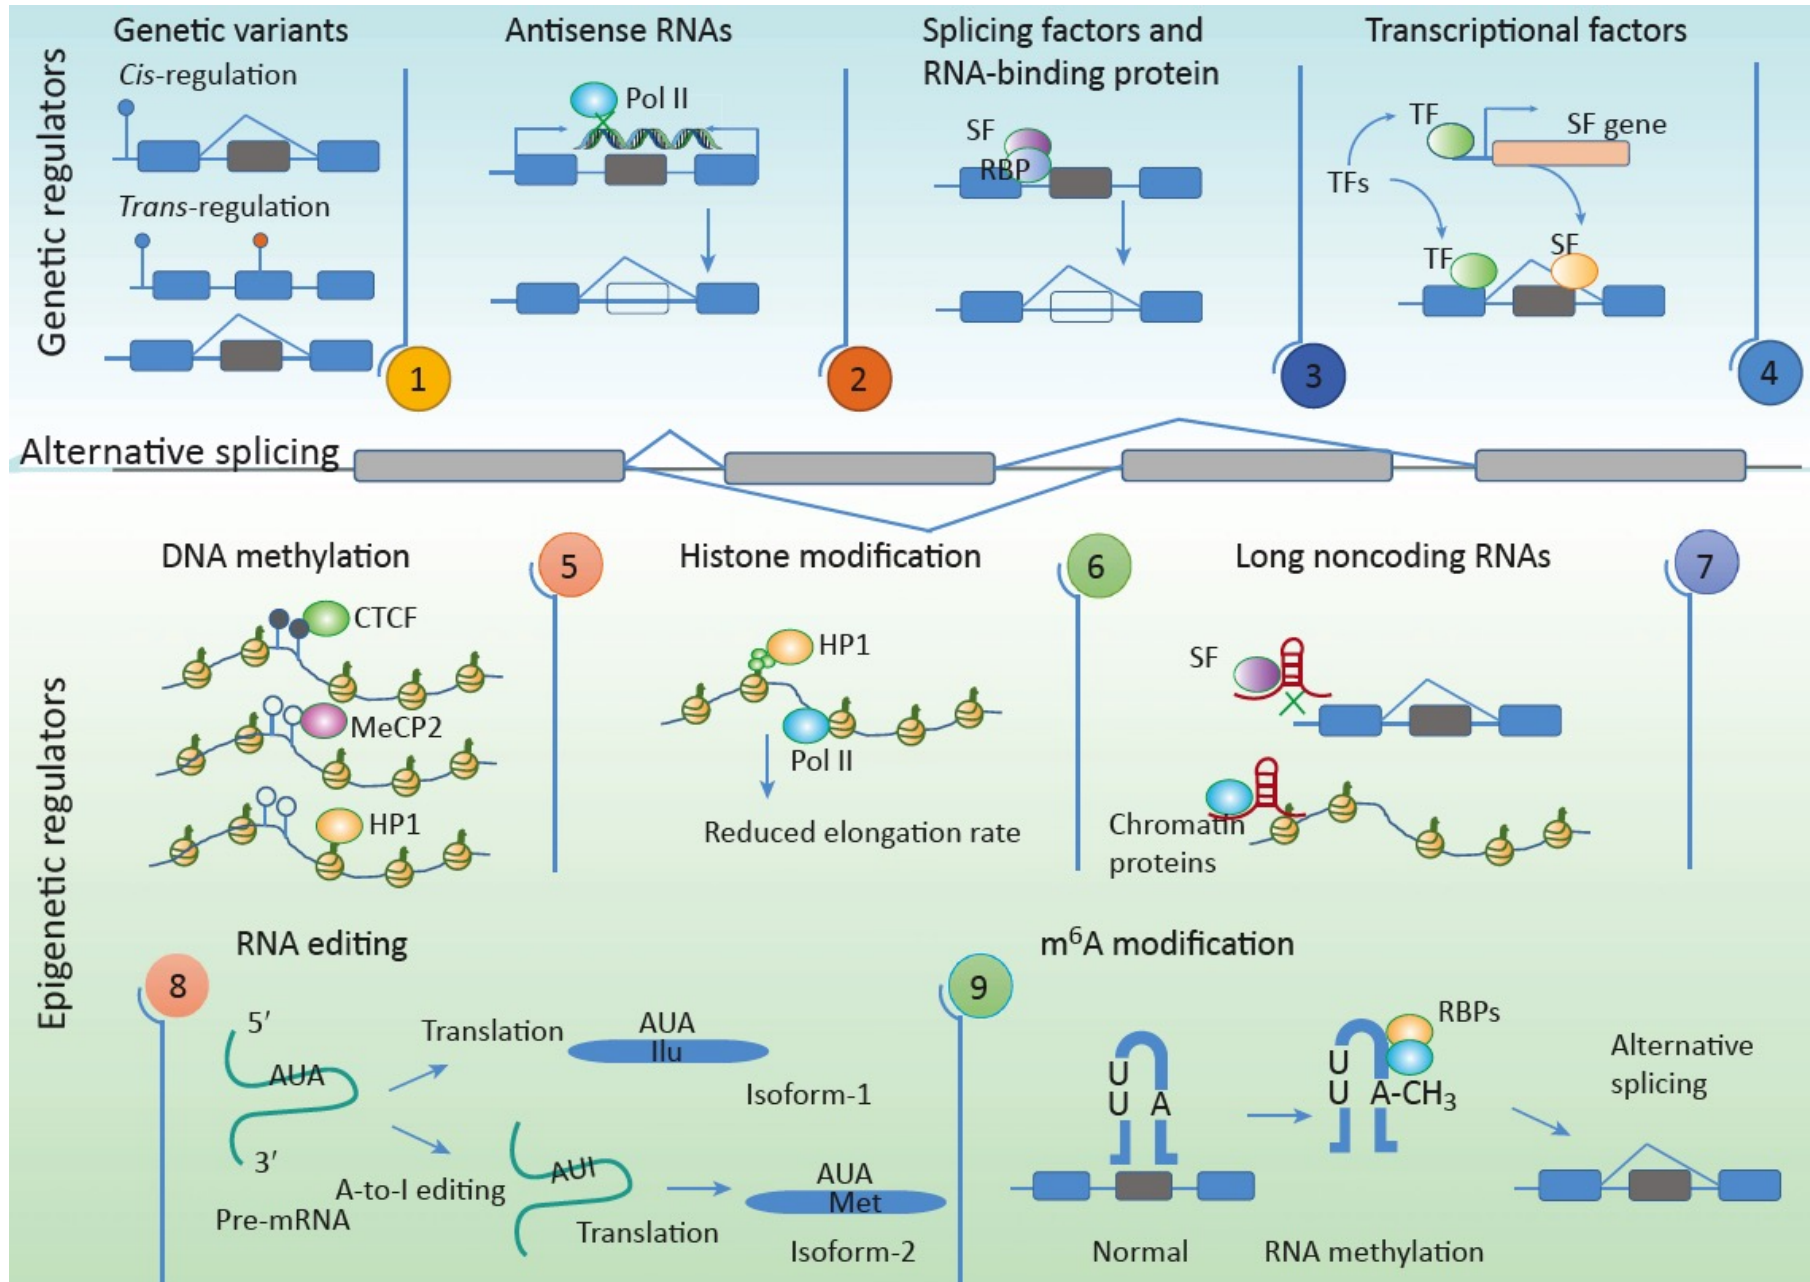 Genetic regulators
Genetic variants
Cis-regulation
Trans-regulation
1
Antisense RNAs
Pol II
2
Splicing factors and
RNA-binding protein
SF
RBP
3
Transcriptional factors
TF
SF gene
TFs
TF
SF
4
Alternative splicing
Epigenetic regulators
DNA methylation
5
CTCF
MeCP2
HP1
Histone modification
6
HP1
Pol II
Reduced elongation rate
Long noncoding RNAs
7
SF
Chromatin
proteins
RNA editing
8
5′
AUA
3′
Pre-mRNA
Translation
AUA
Ilu
Isoform-1
A-to-I editing
AUI
Translation
AUA
Met
Isoform-2
m⁶A modification
9
U
U A
Normal
U
U A-CH₃
RBPs
RNA methylation
Alternative
splicing